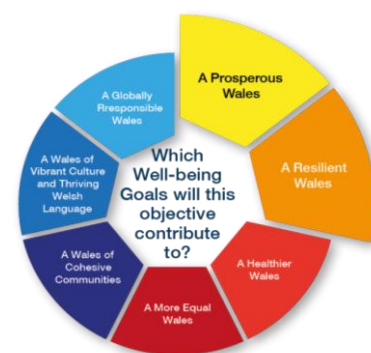 A Prosperous
Wales
A Resilient
Wales
A Healthier
Wales
A More Equal
Wales
A Wales of
Cohesive
Communities
A Wales of
Vibrant Culture
and Thriving
Welsh
Language
A Globally
Rresponsible
Wales
Which
Well-being
Goals will this
objective
contribute
to?